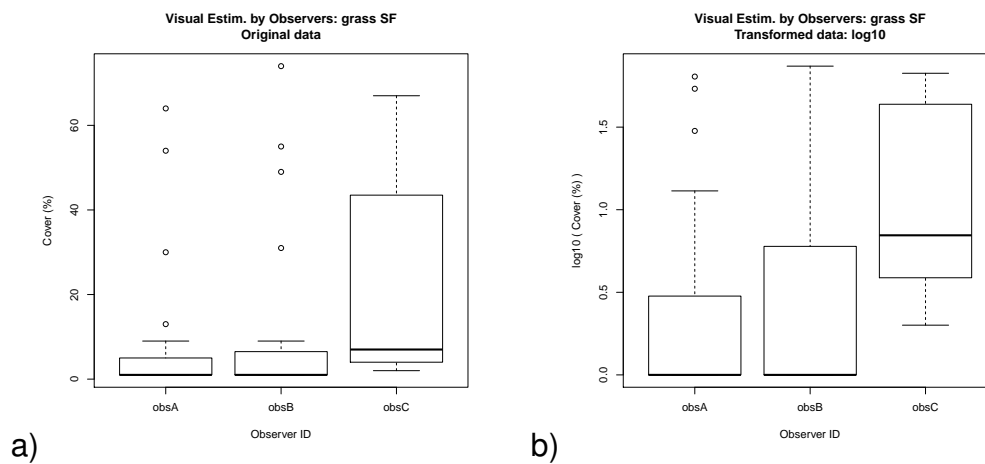 Visual Estim. by Observers: grass SF
Original data
Cover (%)
60
40
20
0
obsA
obsB
obsC
Observer ID
a)
Visual Estim. by Observers: grass SF
Transformed data: log10
log10 ( Cover (%) )
1.5
1.0
0.5
0.0
obsA
obsB
obsC
Observer ID
b)